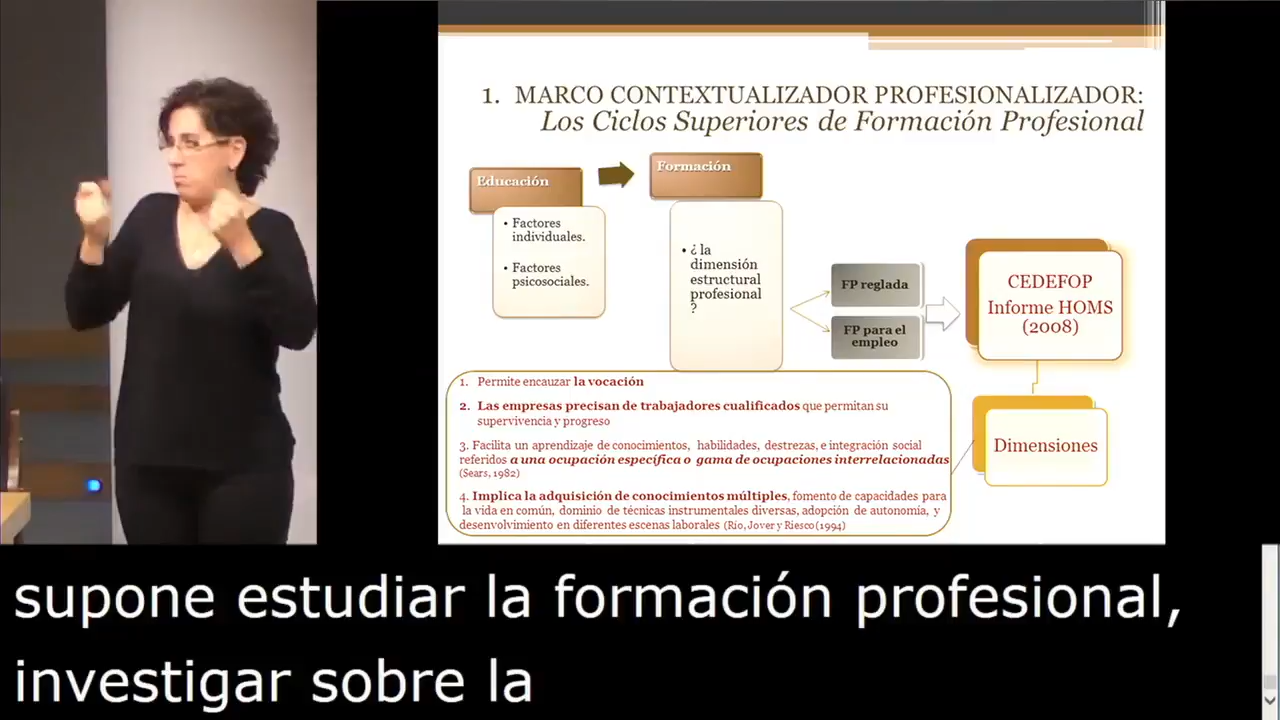 1. MARCO CONTEXTUALIZADOR PROFESIONALIZADOR:
Los Ciclos Superiores de Formación Profesional
Educación
• Factores
individuales.
• Factores
psicosociales.
Formación
• ¿ la
dimensión
estructural
profesional
?
FP reglada
FP para el
empleo
CEDEFOP
Informe HOMS
(2008)
Dimensiones
1. Permite encauzar la vocación
2. Las empresas precisan de trabajadores cualificados que permitan su
supervivencia y progreso
3. Facilita un aprendizaje de conocimientos, habilidades, destrezas, e integración social
referidos a una ocupación específica o gama de ocupaciones interrelacionadas
(Sears, 1982)
4. Implica la adquisición de conocimientos múltiples, fomento de capacidades para
la vida en común, dominio de técnicas instrumentales diversas, adopción de autonomía, y
desenvolvimiento en diferentes escenas laborales (Río, Jover y Riesco (1994)
supone estudiar la formación profesional,
investigar sobre la